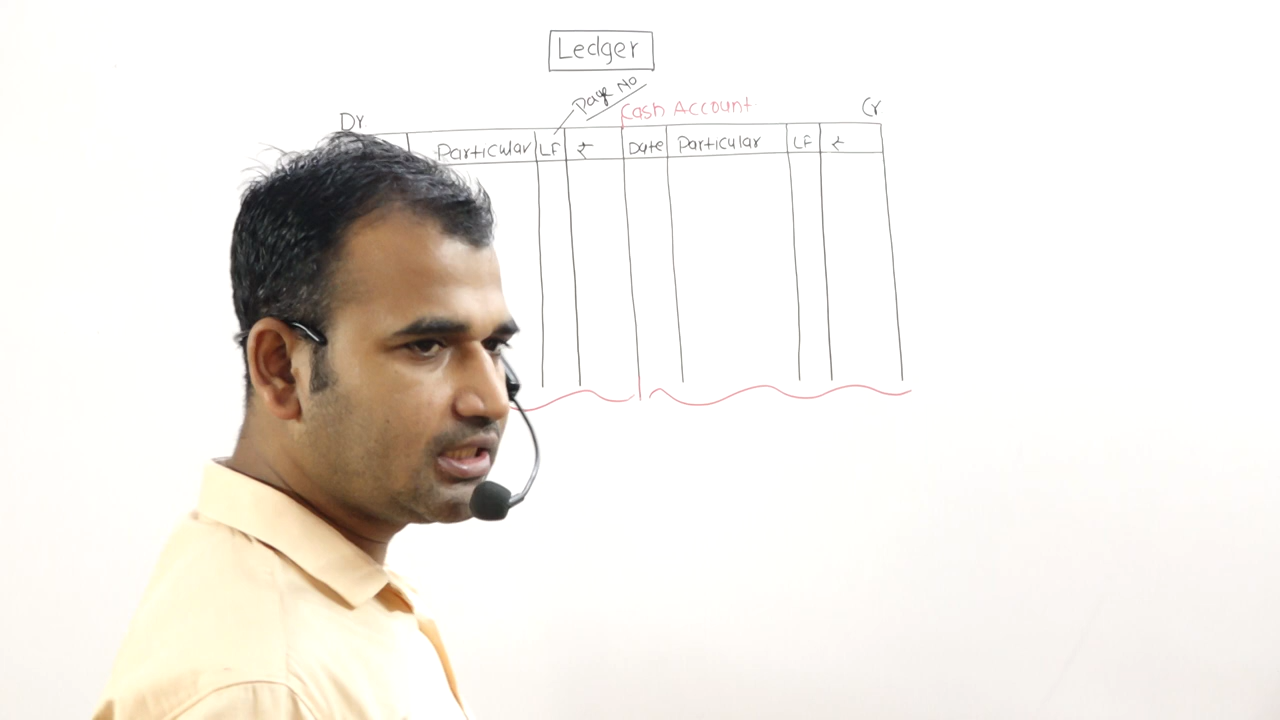 Ledger
Page No
Cash Account
Dr. Cr
Particular LF ₹ Date Particular LF ₹